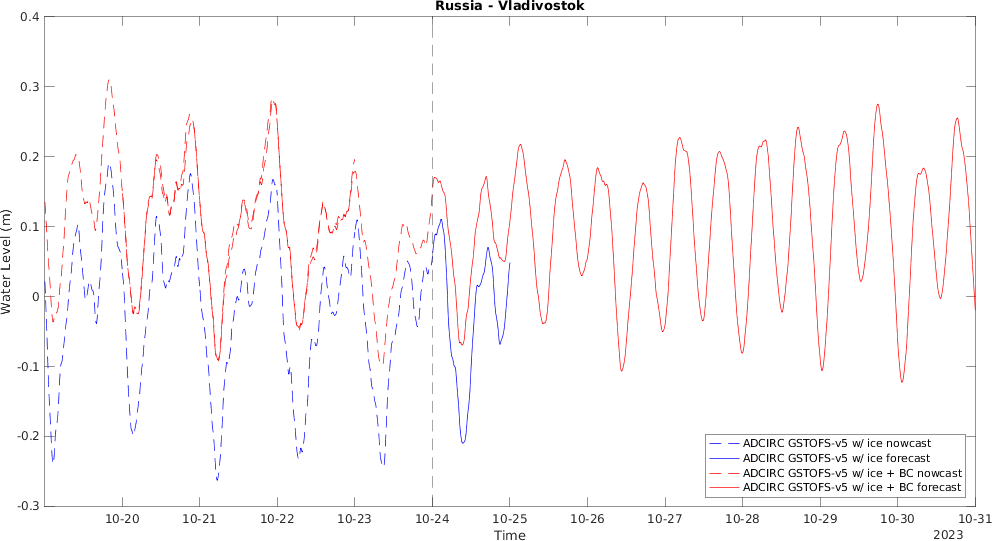 Russia - Vladivostok
0.4
0.3
0.2
0.1
0
-0.1
-0.2
-0.3
Water Level (m)
10-20 10-21 10-22 10-23 10-24 10-25 10-26 10-27 10-28 10-29 10-30 10-31
Time
2023
ADCIRC GSTOFS-v5 w/ ice nowcast
ADCIRC GSTOFS-v5 w/ ice forecast
ADCIRC GSTOFS-v5 w/ ice + BC nowcast
ADCIRC GSTOFS-v5 w/ ice + BC forecast